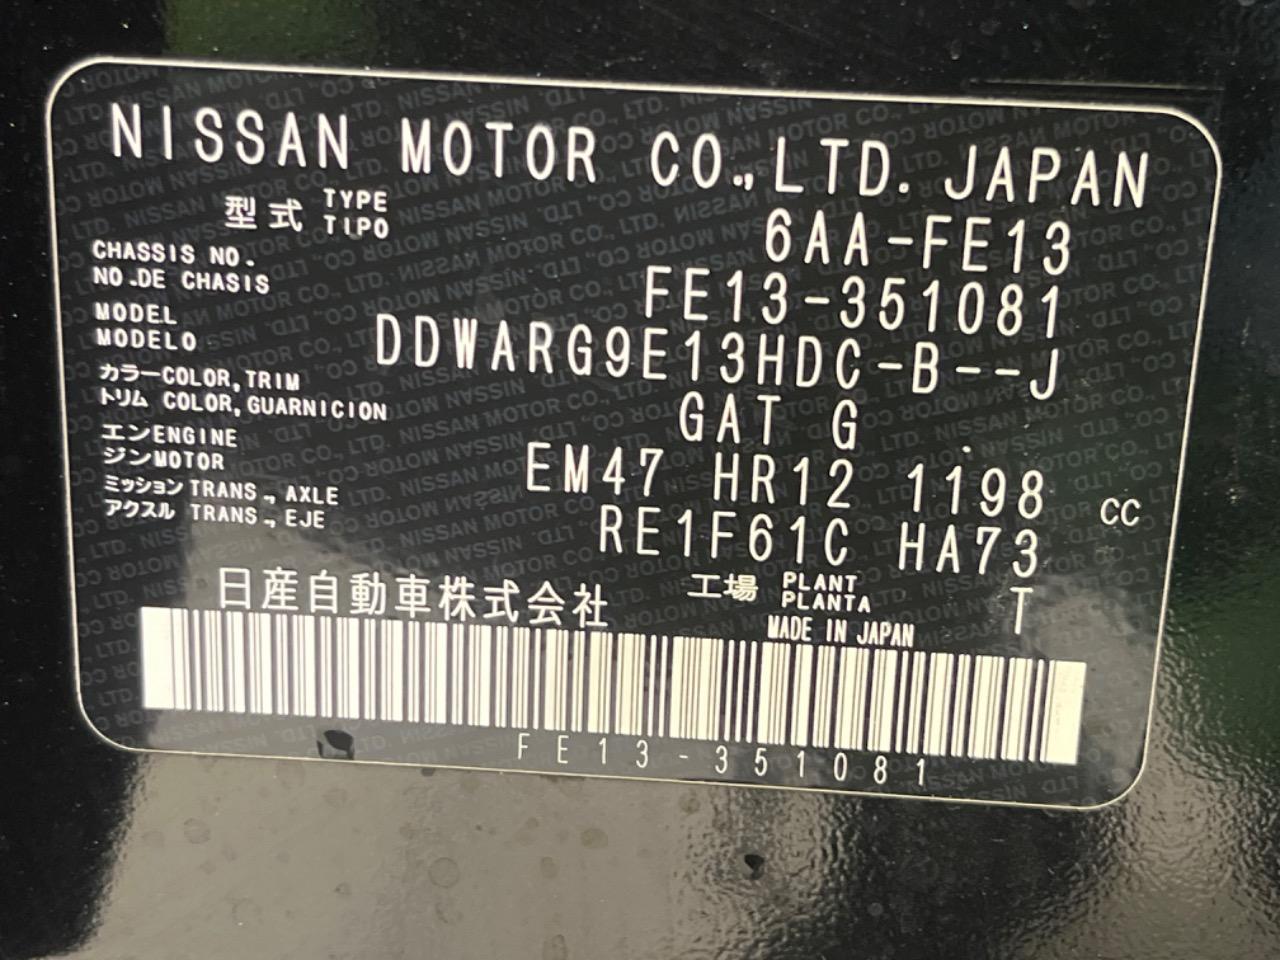 NISSAN MOTOR CO., LTD. JAPAN
型式 TYPE TIPO 6AA-FE13
CHASSIS NO.
NO.DE CHASIS FE13-351081
MODEL
MODELO DDWARG9E13HDC-B--J
カラーCOLOR,TRIM
トリム COLOR,GUARNICION GAT G
エンENGINE
ジンMOTOR EM47 HR12 1198 CC
ミッション TRANS., AXLE
アクスル TRANS., EJE RE1F61C HA73
日産自動車株式会社 工場 PLANT PLANTA T
MADE IN JAPAN
FE13-351081